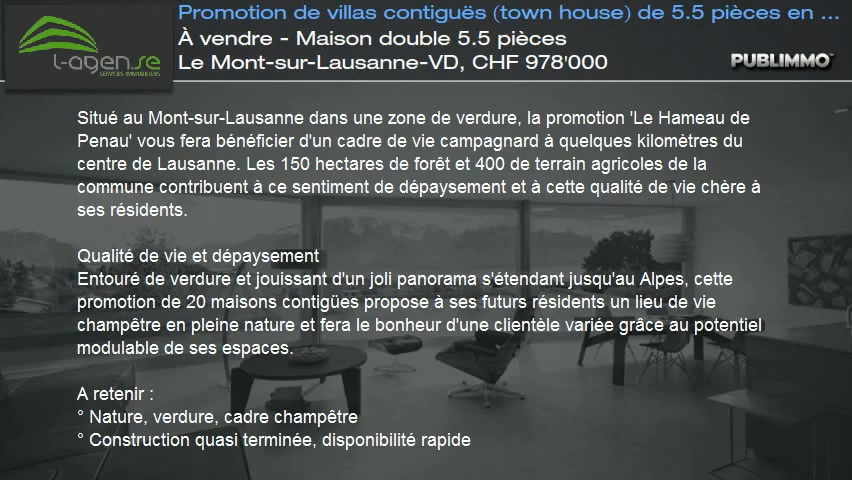 L-agen.se
SERVICES IMMOBILIERS
Promotion de villas contiguës (town house) de 5.5 pièces en ...
À vendre - Maison double 5.5 pièces
Le Mont-sur-Lausanne-VD, CHF 978'000
PUBLIMMO
Situé au Mont-sur-Lausanne dans une zone de verdure, la promotion 'Le Hameau de
Penau' vous fera bénéficier d'un cadre de vie campagnard à quelques kilomètres du
centre de Lausanne. Les 150 hectares de forêt et 400 de terrain agricoles de la
commune contribuent à ce sentiment de dépaysement et à cette qualité de vie chère à
ses résidents.
Qualité de vie et dépaysement
Entouré de verdure et jouissant d'un joli panorama s'étendant jusqu'au Alpes, cette
promotion de 20 maisons contigües propose à ses futurs résidents un lieu de vie
champêtre en pleine nature et fera le bonheur d'une clientèle variée grâce au potentiel
modulable de ses espaces.
A retenir :
° Nature, verdure, cadre champêtre
° Construction quasi terminée, disponibilité rapide